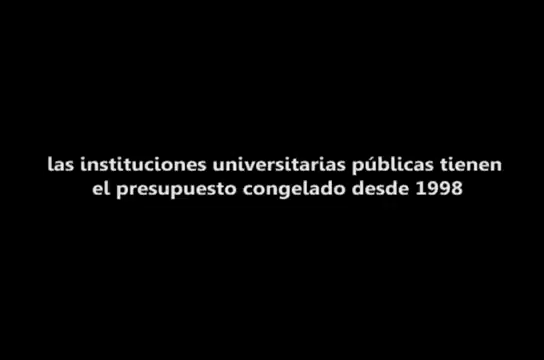 las instituciones universitarias públicas tienen
el presupuesto congelado desde 1998